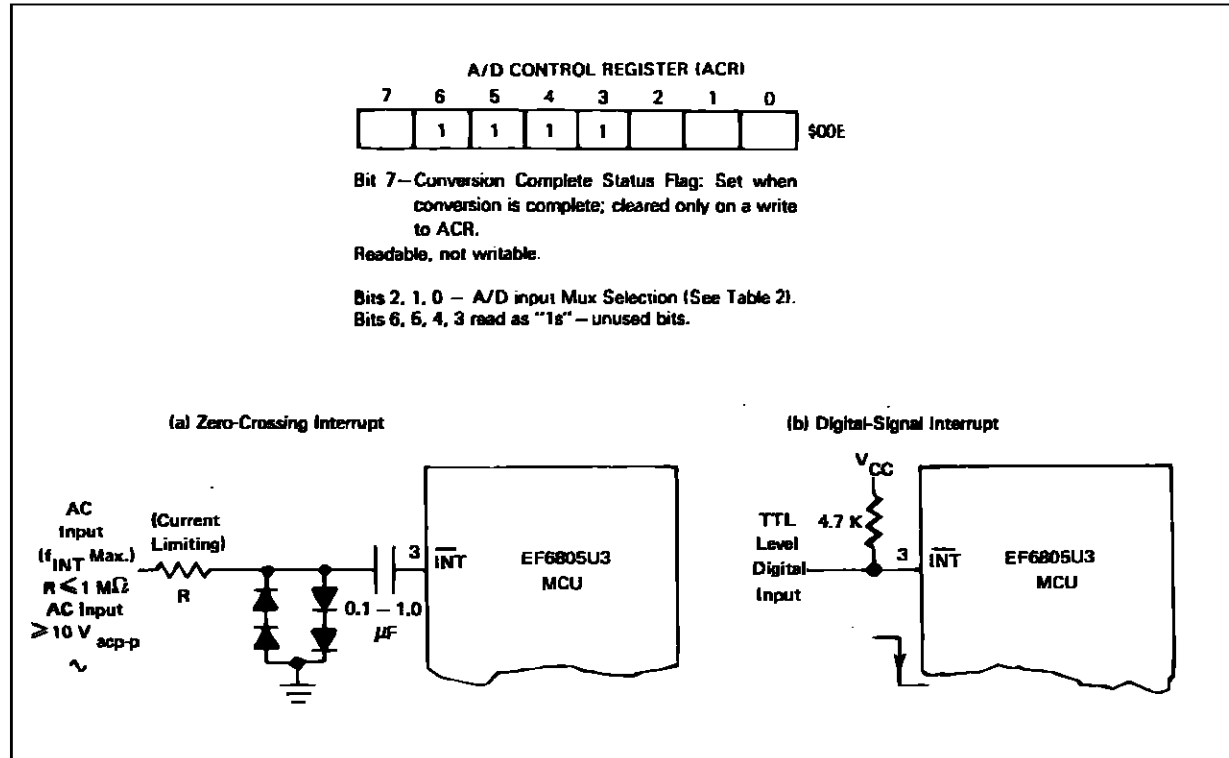 A/D CONTROL REGISTER (ACR)
7 6 5 4 3 2 1 0
1 1 1 1 $00E
Bit 7—Conversion Complete Status Flag: Set when
conversion is complete; cleared only on a write
to ACR.
Readable, not writable.
Bits 2, 1, 0 — A/D input Mux Selection (See Table 2).
Bits 6, 5, 4, 3 read as "1s"—unused bits.
(a) Zero-Crossing Interrupt
AC
Input
(fINT Max.)
R ⩽ 1 MΩ
AC Input
⩾ 10 V acp-p
∿
(Current
Limiting)
R
0.1 – 1.0
μF
3
INT
EF6805U3
MCU
(b) Digital-Signal Interrupt
VCC
4.7 K
TTL
Level
Digital
Input
3
INT
EF6805U3
MCU